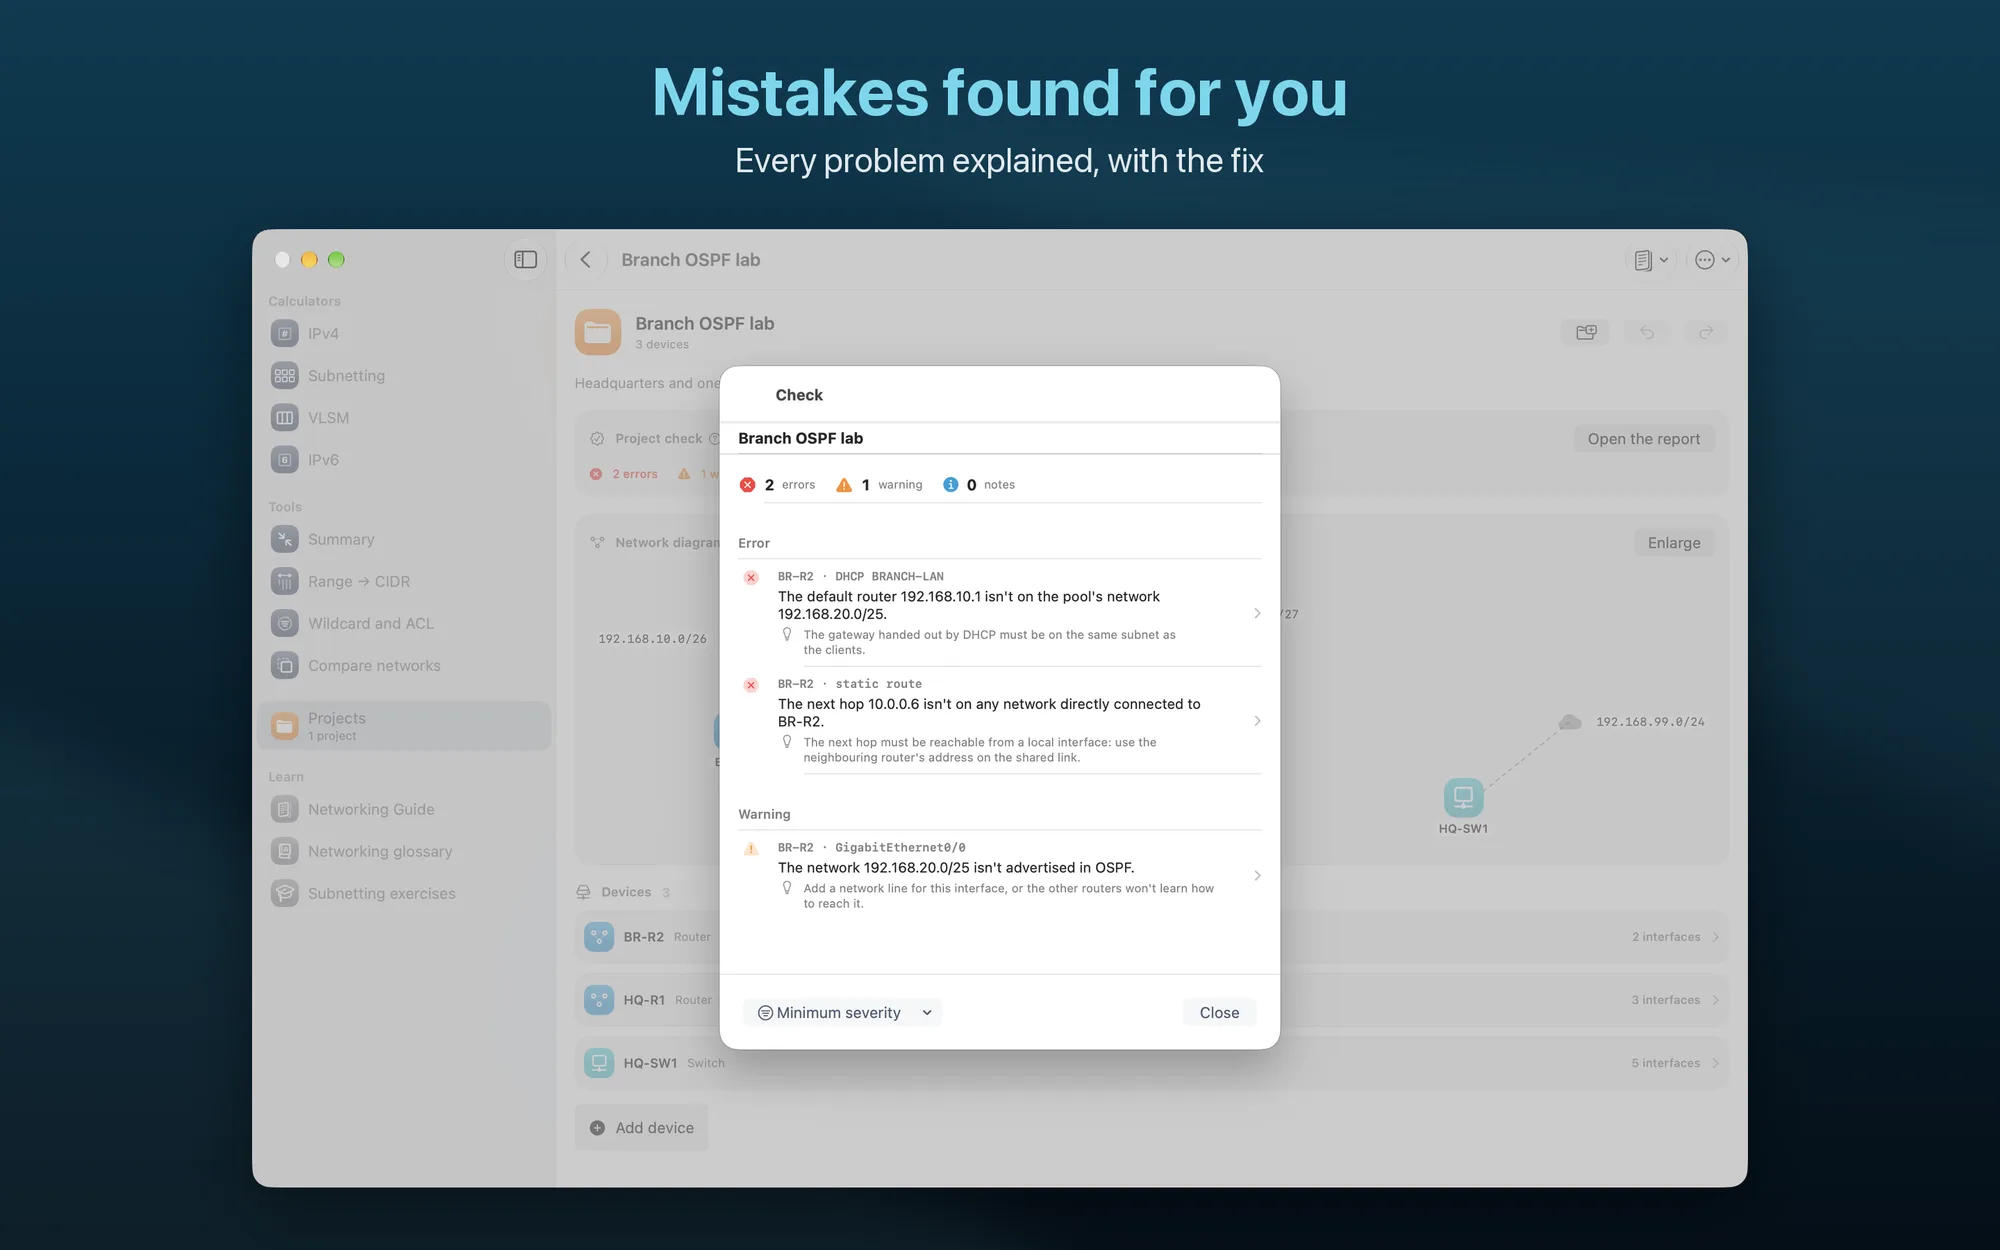 Mistakes found for you
Every problem explained, with the fix
Branch OSPF lab
Calculators
IPv4
Subnetting
VLSM
IPv6
Tools
Summary
Range → CIDR
Wildcard and ACL
Compare networks
Projects
1 project
Learn
Networking Guide
Networking glossary
Subnetting exercises
Branch OSPF lab
3 devices
Headquarters and one
Project check
2 errors
1 w
Open the report
Network diagram
Enlarge
192.168.10.0/26
/27
192.168.99.0/24
HQ-SW1
Check
Branch OSPF lab
2 errors 1 warning 0 notes
Error
BR-R2 · DHCP BRANCH-LAN
The default router 192.168.10.1 isn't on the pool's network
192.168.20.0/25.
The gateway handed out by DHCP must be on the same subnet as
the clients.
BR-R2 · static route
The next hop 10.0.0.6 isn't on any network directly connected to
BR-R2.
The next hop must be reachable from a local interface: use the
neighbouring router's address on the shared link.
Warning
BR-R2 · GigabitEthernet0/0
The network 192.168.20.0/25 isn't advertised in OSPF.
Add a network line for this interface, or the other routers won't learn how
to reach it.
Minimum severity
Close
Devices 3
BR-R2 Router
2 interfaces
HQ-R1 Router
3 interfaces
HQ-SW1 Switch
5 interfaces
Add device